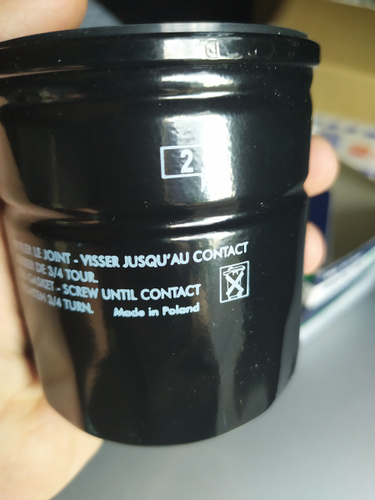 2
LE JOINT - VISSER JUSQU'AU CONTACT
DE 3/4 TOUR.
- SCREW UNTIL CONTACT
3/4 TURN. Made in Poland